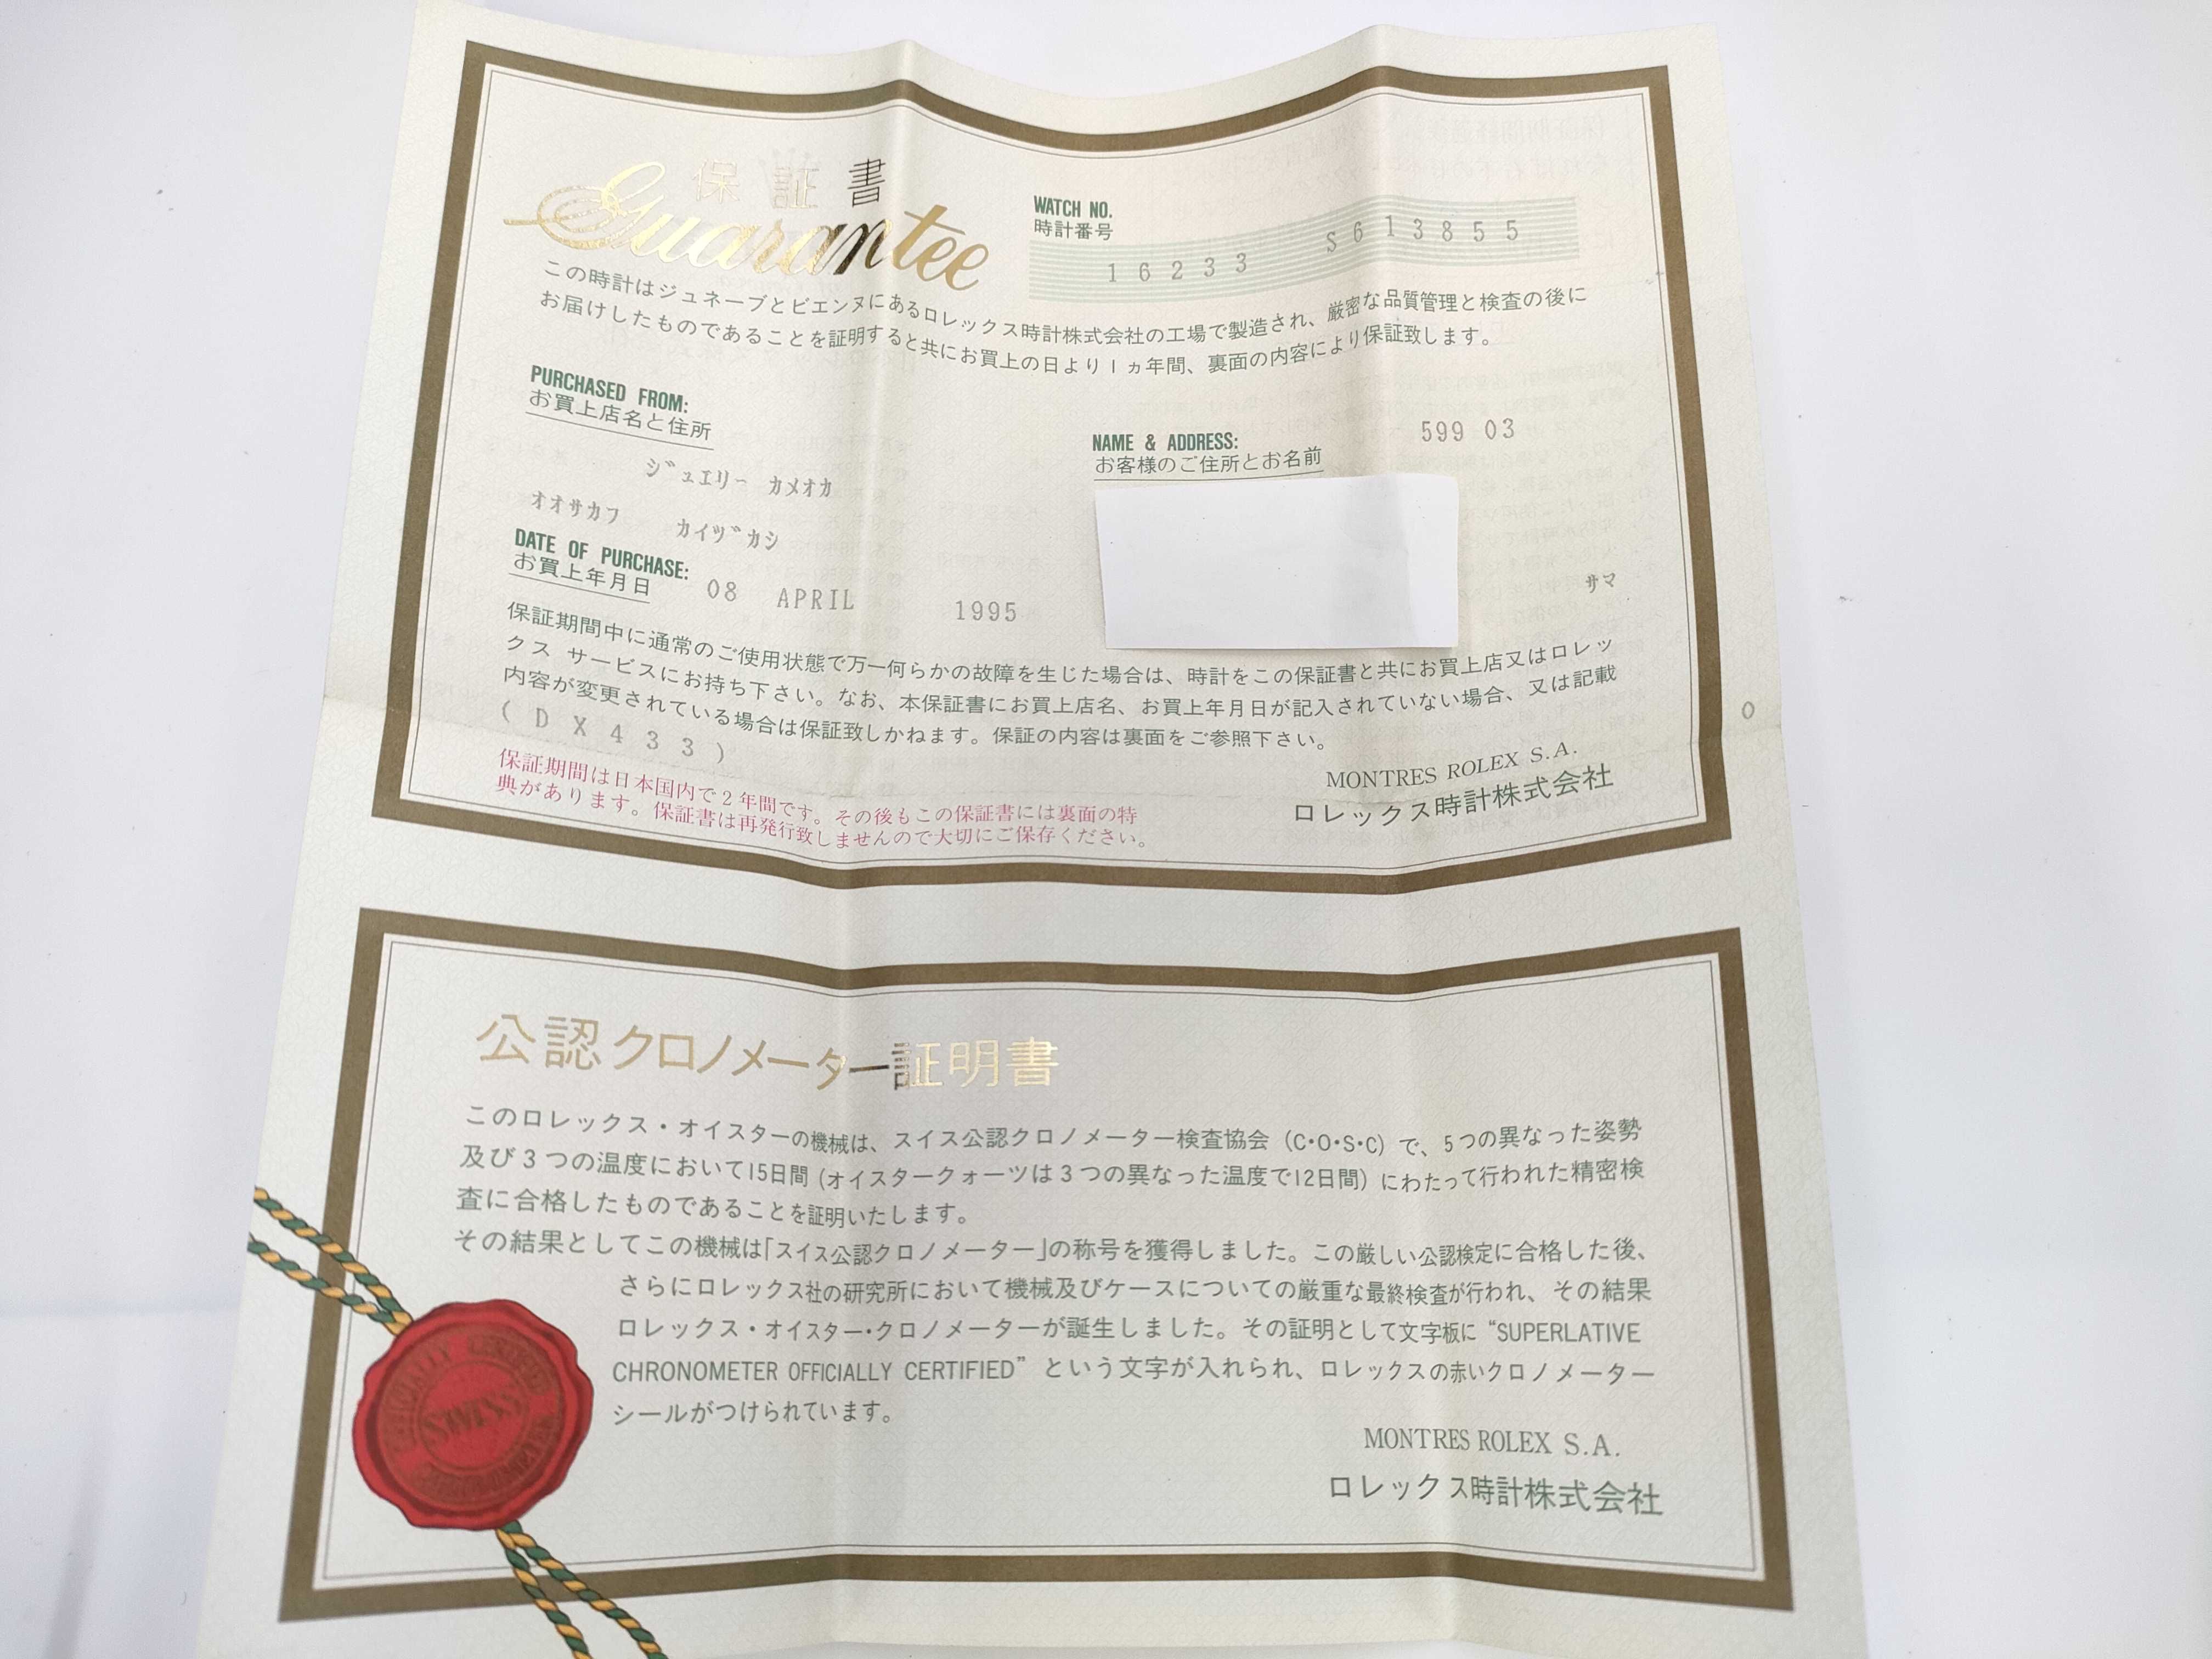 保証書
Guarantee
WATCH NO.
時計番号
16233 S613855
この時計はジュネーブとビエンヌにあるロレックス時計株式会社の工場で製造され、厳密な品質管理と検査の後に
お届けしたものであることを証明すると共にお買上の日より1ヵ年間、裏面の内容により保証致します。
PURCHASED FROM:
お買上店名と住所
ジュエリー カメオカ
オオサカフ カイヅカシ
NAME & ADDRESS:
お客様のご住所とお名前
599 03
サマ
DATE OF PURCHASE:
お買上年月日
08 APRIL 1995
保証期間中に通常のご使用状態で万一何らかの故障を生じた場合は、時計をこの保証書と共にお買上店又はロレッ
クス サービスにお持ち下さい。なお、本保証書にお買上店名、お買上年月日が記入されていない場合、又は記載
内容が変更されている場合は保証致しかねます。保証の内容は裏面をご参照下さい。
(DX433)
保証期間は日本国内で2年間です。その後もこの保証書には裏面の特
典があります。保証書は再発行致しませんので大切にご保存ください。
MONTRES ROLEX S.A.
ロレックス時計株式会社
O
公認クロノメーター証明書
このロレックス・オイスターの機械は、スイス公認クロノメーター検査協会 (C・O・S・C) で、5つの異なった姿勢
及び3つの温度において15日間 (オイスタークォーツは3つの異なった温度で12日間) にわたって行われた精密検
査に合格したものであることを証明いたします。
その結果としてこの機械は「スイス公認クロノメーター」の称号を獲得しました。この厳しい公認検定に合格した後、
さらにロレックス社の研究所において機械及びケースについての厳重な最終検査が行われ、その結果
ロレックス・オイスター・クロノメーターが誕生しました。その証明として文字板に “SUPERLATIVE
CHRONOMETER OFFICIALLY CERTIFIED” という文字が入れられ、ロレックスの赤いクロノメーター
シールがつけられています。
MONTRES ROLEX S.A.
ロレックス時計株式会社
OFFICIALLY CERTIFIED
SWISS